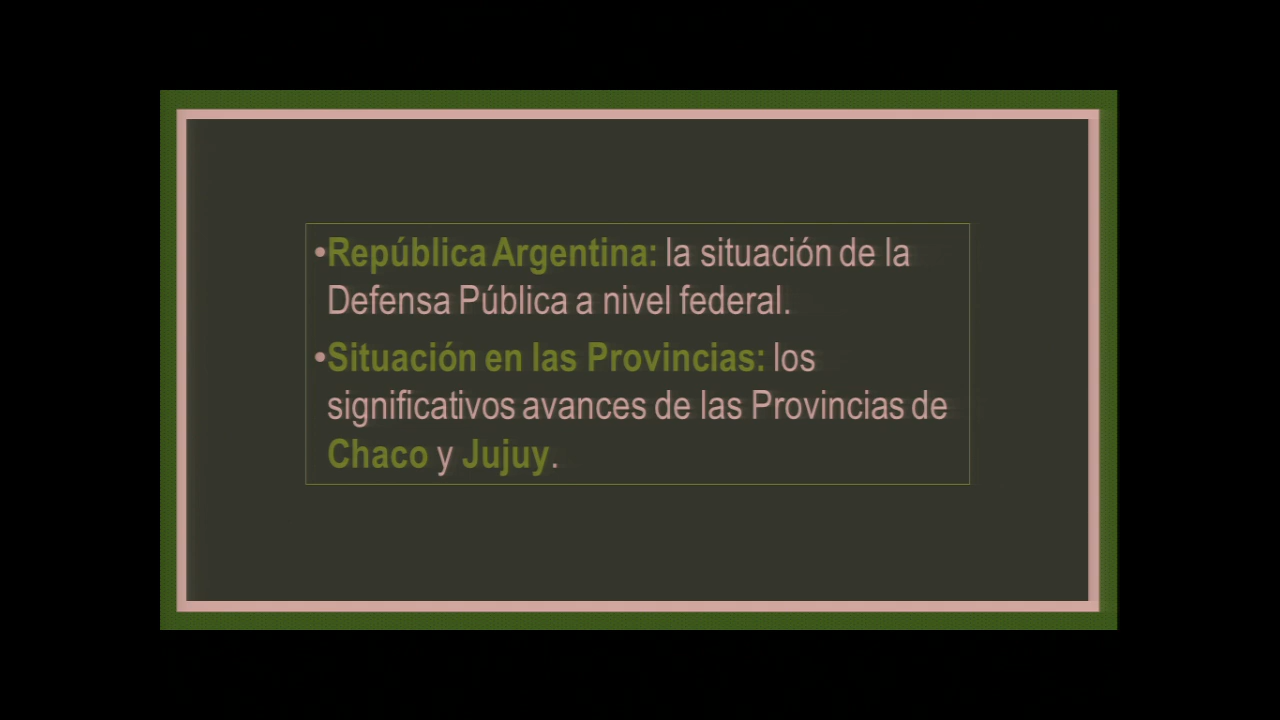 •República Argentina: la situación de la
Defensa Pública a nivel federal.
•Situación en las Provincias: los
significativos avances de las Provincias de
Chaco y Jujuy.